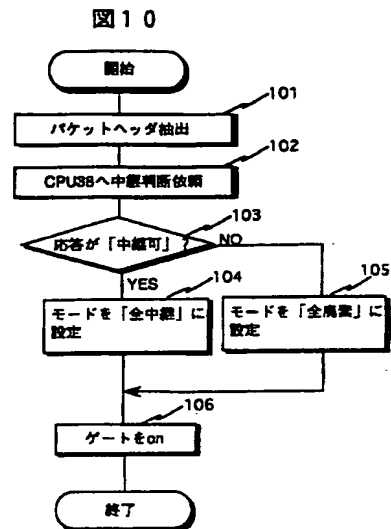 図10
開始
101
パケットヘッダ抽出
102
CPU38へ中継判断依頼
103
応答が「中継可」
NO
YES
104
モードを「全中継」に
設定
105
モードを「全廃棄」に
設定
106
ゲートをon
終了